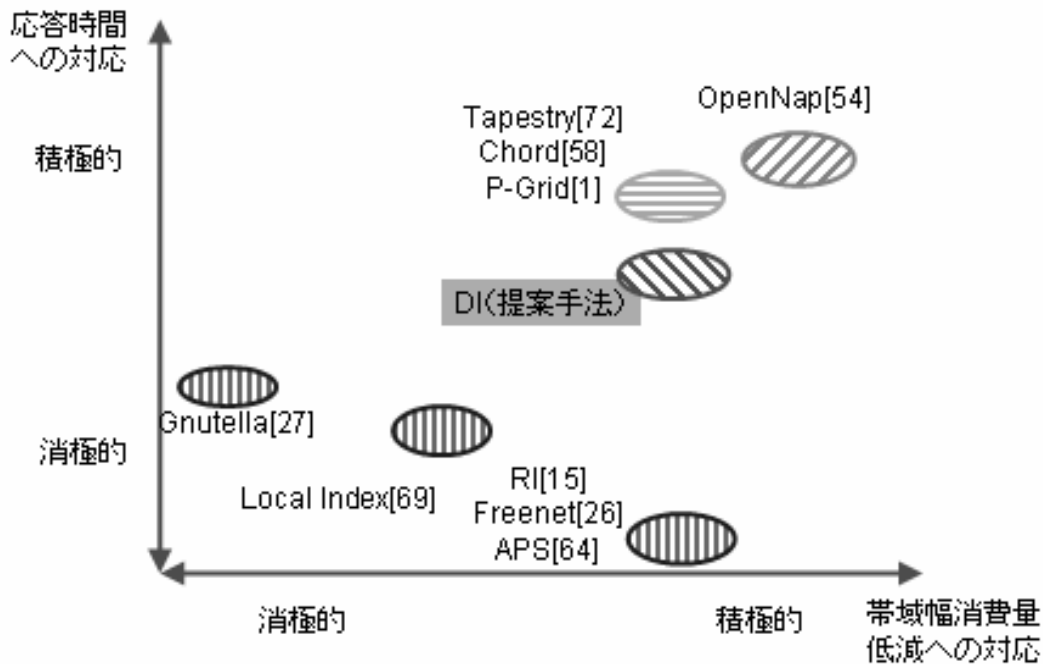 応答時間
への対応
OpenNap[54]
Tapestry[72]
Chord[58]
P-Grid[1]
積極的
DI(提案手法)
Gnutella[27]
消極的
Local Index[69]
RI[15]
Freenet[26]
APS[64]
消極的
積極的
帯域幅消費量
低減への対応